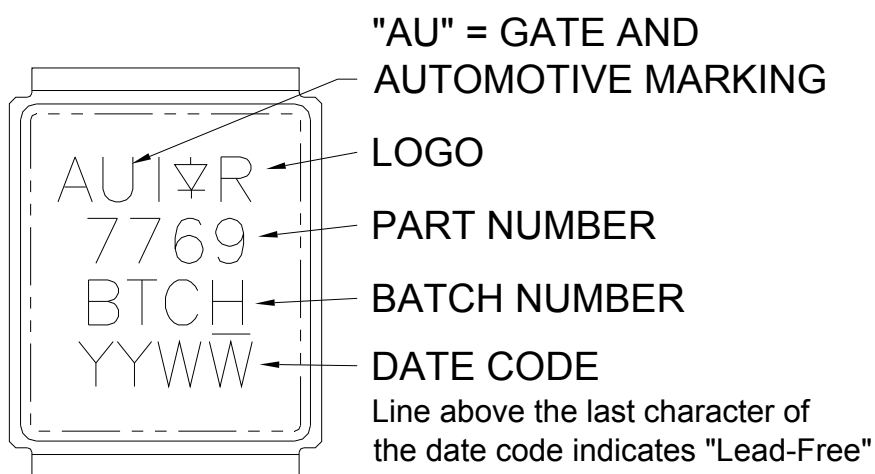 "AU" = GATE AND
AUTOMOTIVE MARKING
AUI R
LOGO
7769
PART NUMBER
BTCH
BATCH NUMBER
YYWW
DATE CODE
Line above the last character of
the date code indicates "Lead-Free"